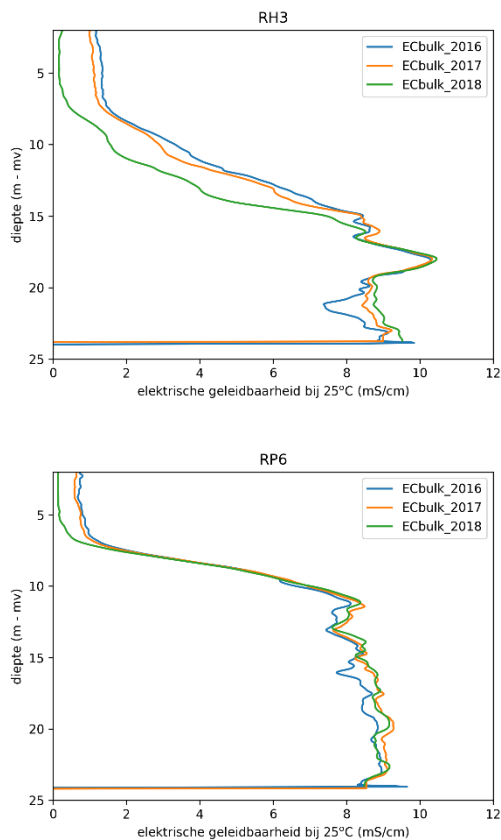 RH3
ECbulk_2016
ECbulk_2017
ECbulk_2018
5
10
15
20
25
diepte (m - mv)
0 2 4 6 8 10 12
elektrische geleidbaarheid bij 25°C (mS/cm)
RP6
ECbulk_2016
ECbulk_2017
ECbulk_2018
5
10
15
20
25
diepte (m - mv)
0 2 4 6 8 10 12
elektrische geleidbaarheid bij 25°C (mS/cm)